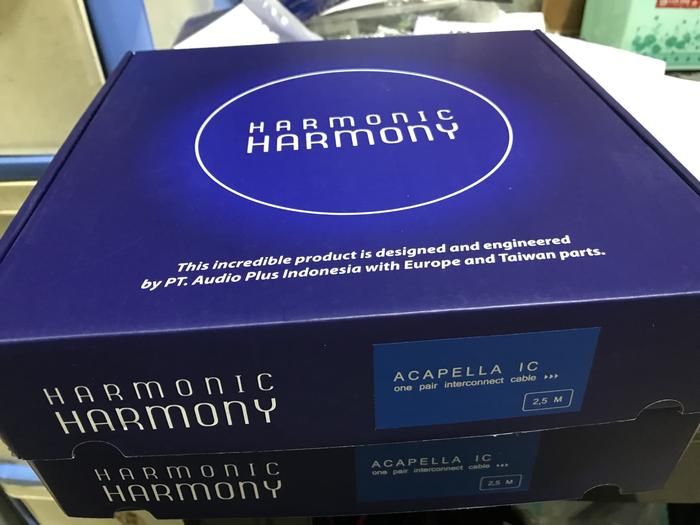 HARMONIC
HARMONY
This incredible product is designed and engineered
by PT. Audio Plus Indonesia with Europe and Taiwan parts.
HARMONIC
HARMONY
ACAPELLA IC
one pair interconnect cable
2,5 M
HARMONIC
HARMONY
ACAPELLA IC
one pair interconnect cable
2,5 M